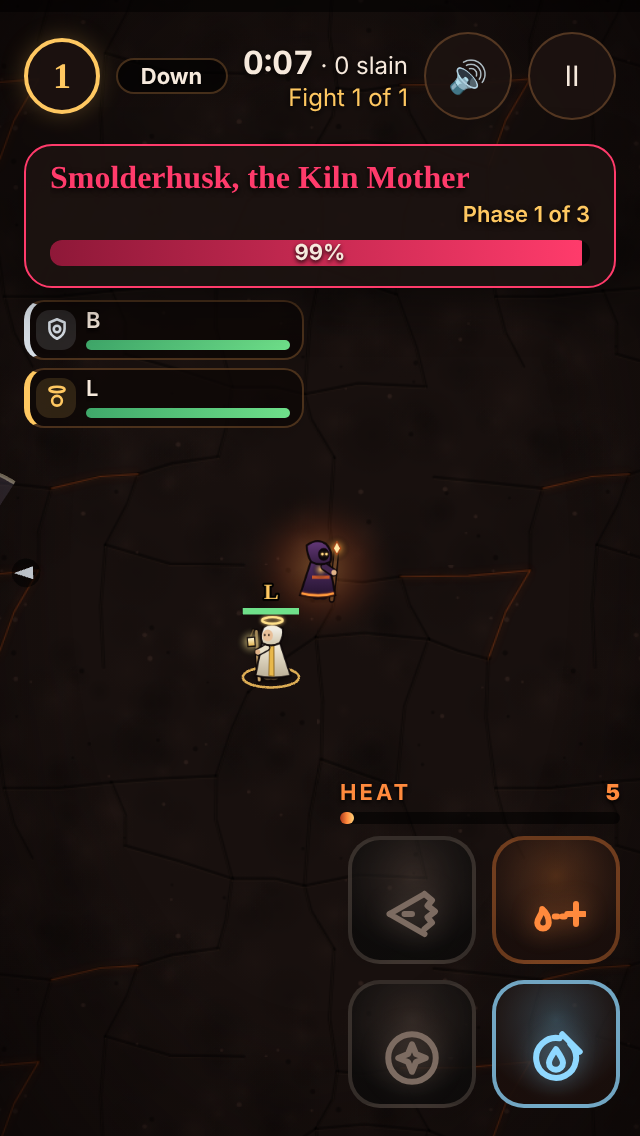 1
Down
0:07 · 0 slain
Fight 1 of 1
Smolderhusk, the Kiln Mother
Phase 1 of 3
99%
B
L
L
HEAT 5